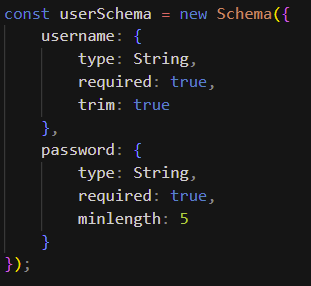 const userSchema = new Schema({
    username: {
        type: String,
        required: true,
        trim: true
    },
    password: {
        type: String,
        required: true,
        minlength: 5
    }
});